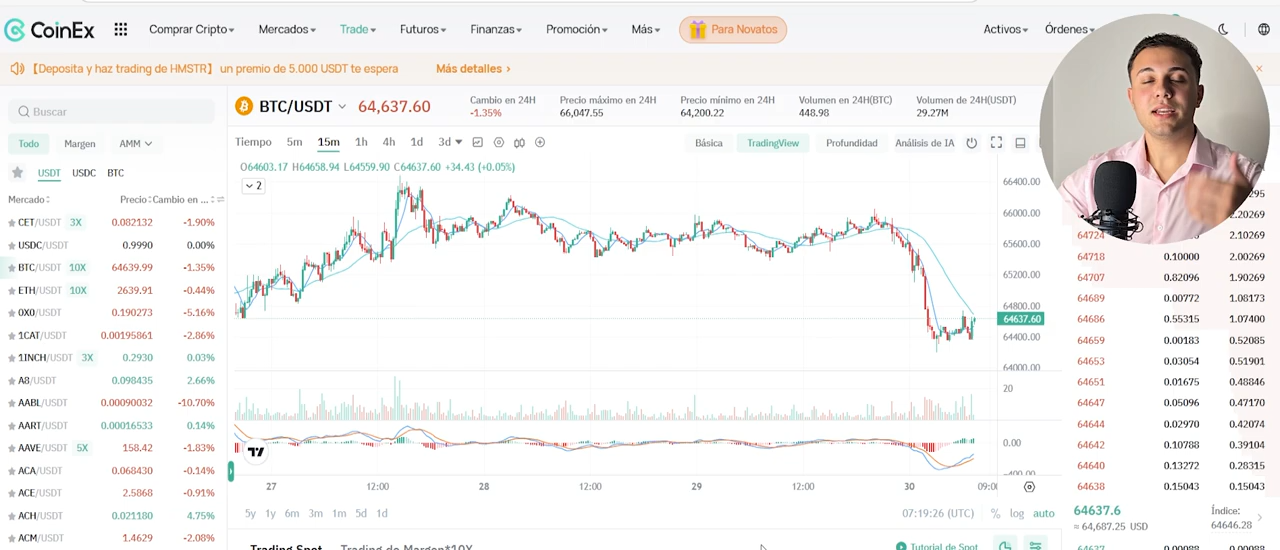 CoinEx Comprar Cripto Mercados Trade Futuros Finanzas Promoción Más Para Novatos Activos Órdenes
【Deposita y haz trading de HMSTR】 un premio de 5.000 USDT te espera Más detalles >
Buscar
Todo Margen AMM
USDT USDC BTC
Mercado Precio Cambio en ...
CET/USDT 3X 0.082132 -1.90%
USDC/USDT 0.9990 0.00%
BTC/USDT 10X 64639.99 -1.35%
ETH/USDT 10X 2639.91 -0.44%
0X0/USDT 0.190273 -5.16%
1CAT/USDT 0.00195861 -2.86%
1INCH/USDT 3X 0.2930 0.03%
A8/USDT 0.098435 2.66%
AABL/USDT 0.00090032 -10.70%
AART/USDT 0.00016533 0.14%
AAVE/USDT 5X 158.42 -1.83%
ACA/USDT 0.068430 -0.14%
ACE/USDT 2.5868 -0.91%
ACH/USDT 0.021180 4.75%
ACM/USDT 1.4629 -2.08%
BTC/USDT 64,637.60
Cambio en 24H
-1.35%
Precio máximo en 24H
66,047.55
Precio mínimo en 24H
64,200.22
Volumen en 24H(BTC)
448.98
Volumen de 24H(USDT)
29.27M
Tiempo 5m 15m 1h 4h 1d 3d Básica TradingView Profundidad Análisis de IA
O64603.17 H64658.94 L64559.90 C64637.60 +34.43 (+0.05%)
2
66400.00
66000.00
65600.00
65200.00
64800.00
64637.60
64400.00
64000.00
20
0.00
-400.00
27 12:00 28 12:00 29 12:00 30 09:00
5y 1y 6m 3m 1m 5d 1d 07:19:26 (UTC) % log auto
Trading Spot Trading de Margen*10X Tutorial de Spot
2.20269
64724 2.10269
64718 0.10000 2.00269
64707 0.82096 1.90269
64689 0.00772 1.08173
64686 0.55315 1.07400
64659 0.00183 0.52085
64653 0.03054 0.51901
64651 0.01675 0.48846
64647 0.05096 0.47170
64644 0.02970 0.42074
64642 0.10788 0.39104
64640 0.13272 0.28315
64638 0.15043 0.15043
64637.6
≈ 64,687.25 USD
Índice:
64646.28